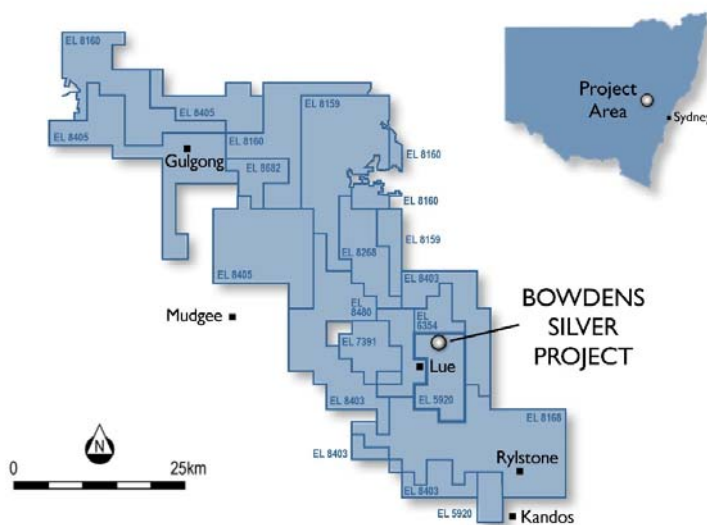 EL 8160
EL 8405
EL 8159
EL 8405
EL 8160
Gulgong
EL 8682
EL 8160
EL 8160
EL 8159
EL 8268
EL 8405
EL 8403
Mudgee
EL
8480
EL
6354
EL 7391
Lue
EL 5920
EL 8403
EL 8168
EL 8403
Rylstone
EL 8403
EL 5920
Kandos
Project
Area
Sydney
BOWDENS
SILVER
PROJECT
N
0
25km